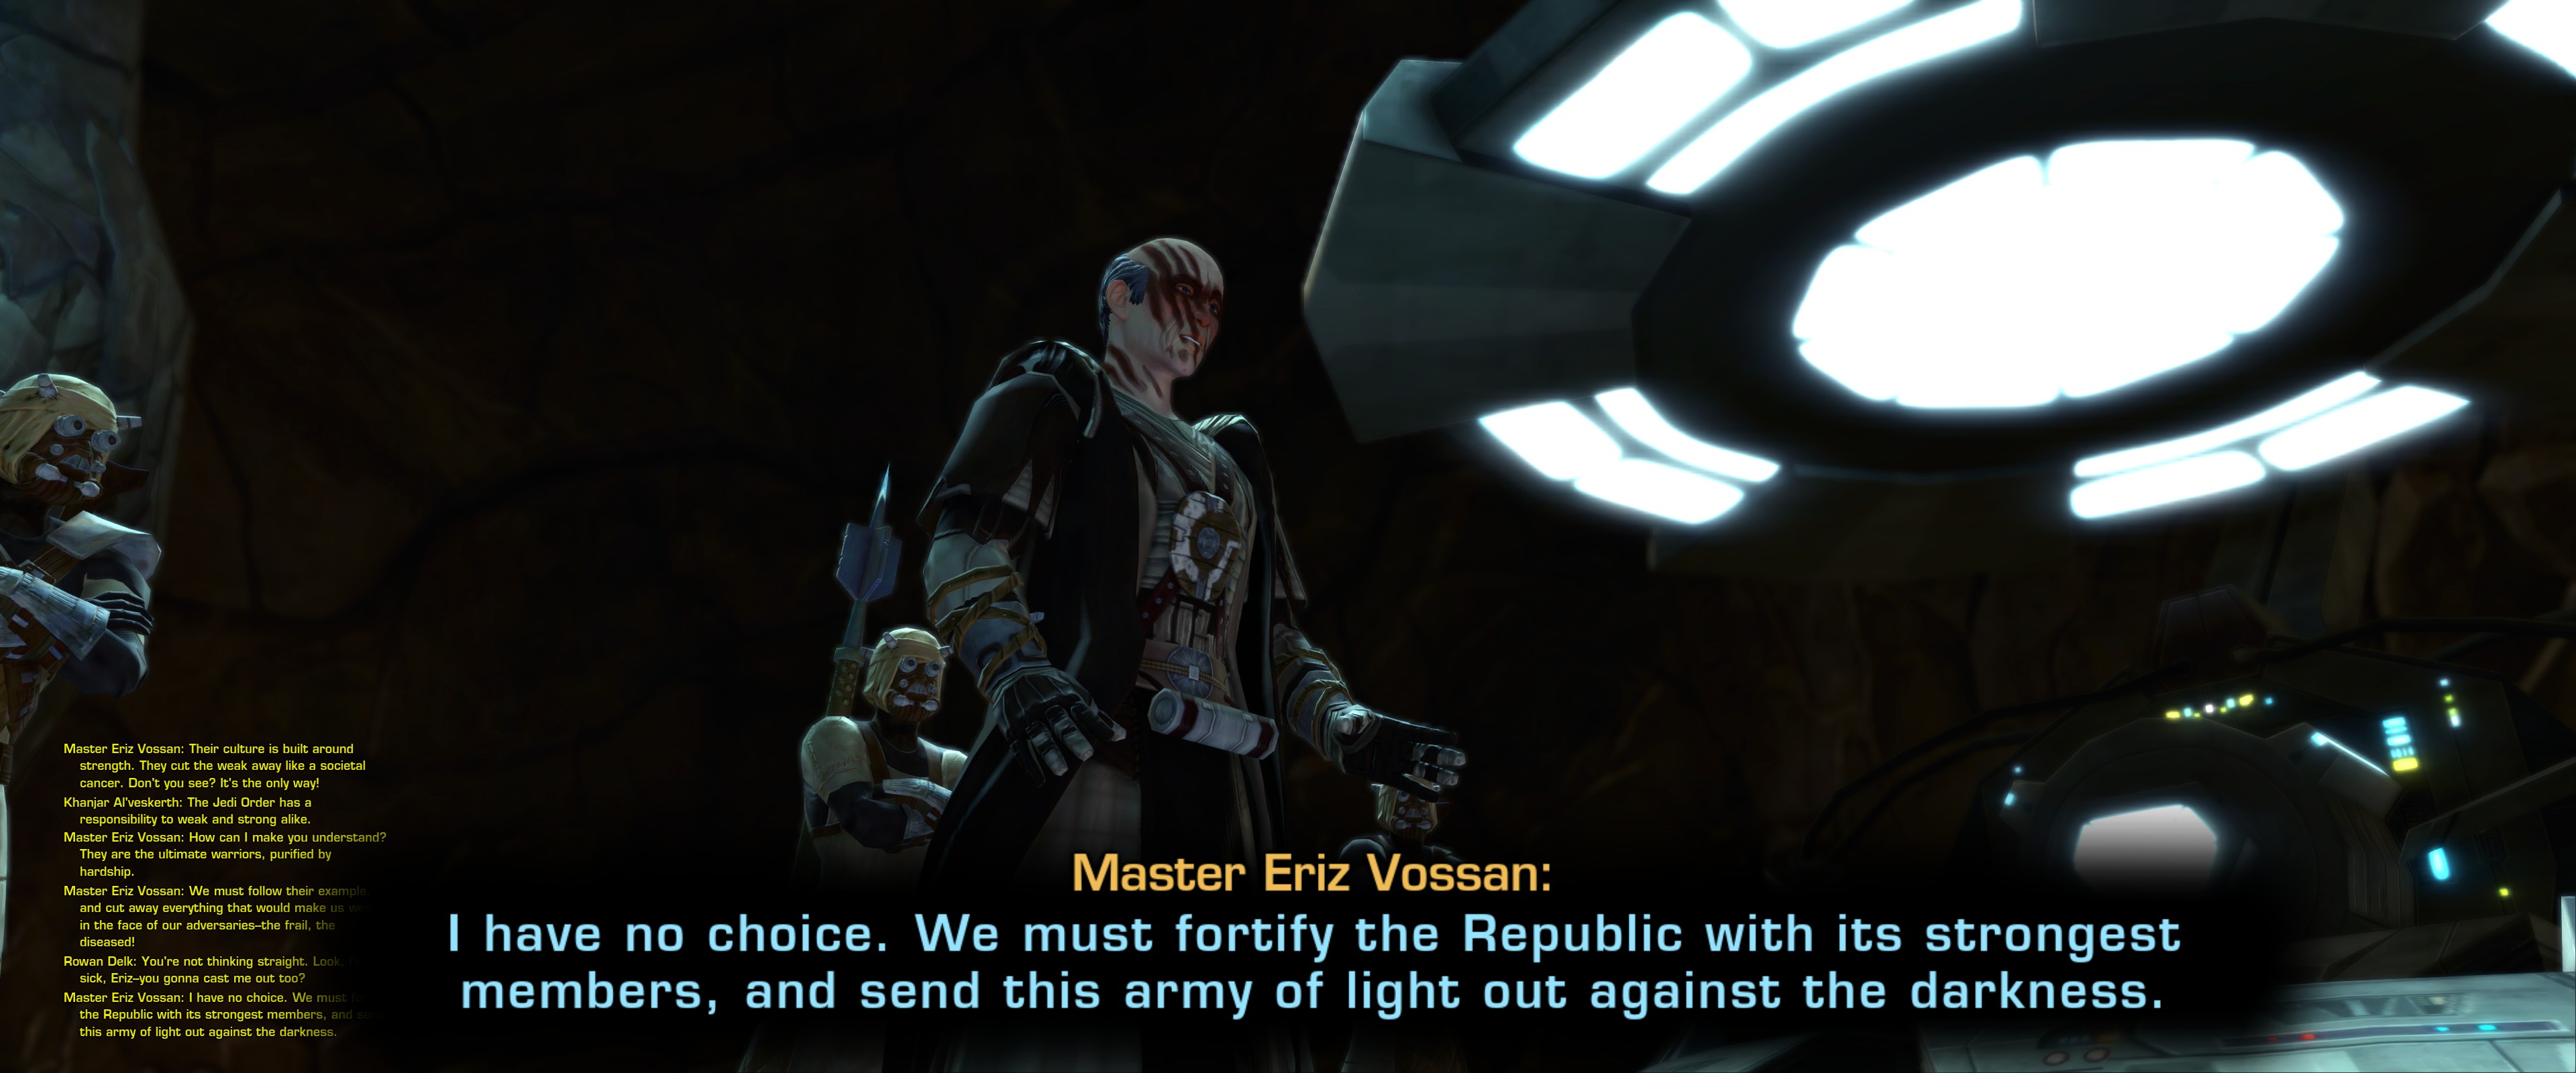 Master Eriz Vossan: Their culture is built around
strength. They cut the weak away like a societal
cancer. Don't you see? It's the only way!
Khanjar Al'veskerth: The Jedi Order has a
responsibility to weak and strong alike.
Master Eriz Vossan: How can I make you understand?
They are the ultimate warriors, purified by
hardship.
Master Eriz Vossan: We must follow their example,
and cut away everything that would make us
in the face of our adversaries--the frail, the
diseased!
Rowan Delk: You're not thinking straight. Look,
sick, Eriz--you gonna cast me out too?
Master Eriz Vossan: I have no choice. We must
the Republic with its strongest members, and
this army of light out against the darkness.
Master Eriz Vossan:
I have no choice. We must fortify the Republic with its strongest
members, and send this army of light out against the darkness.